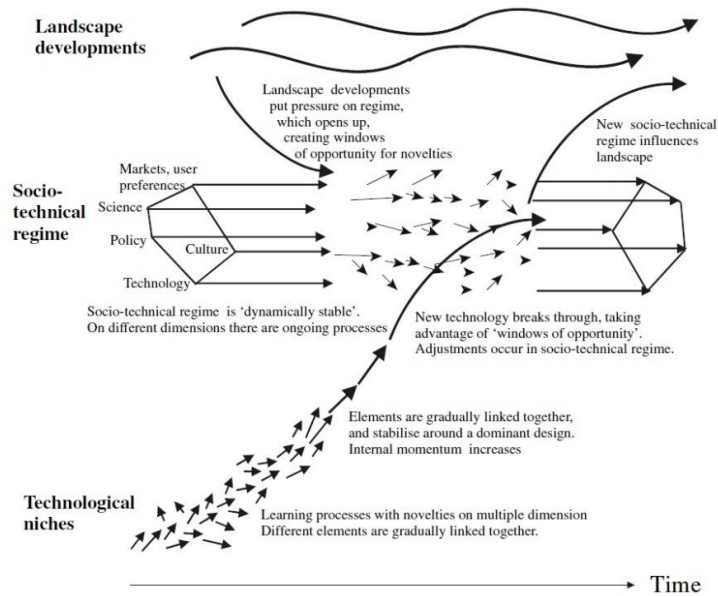 Landscape
developments
Landscape developments
put pressure on regime,
which opens up,
creating windows
of opportunity for novelties
New socio-technical
regime influences
landscape
Socio-
technical
regime
Markets, user
preferences
Science
Policy
Culture
Technology
Socio-technical regime is ‘dynamically stable’.
On different dimensions there are ongoing processes
New technology breaks through, taking
advantage of ‘windows of opportunity’.
Adjustments occur in socio-technical regime.
Elements are gradually linked together,
and stabilise around a dominant design.
Internal momentum increases
Technological
niches
Learning processes with novelties on multiple dimension
Different elements are gradually linked together.
Time